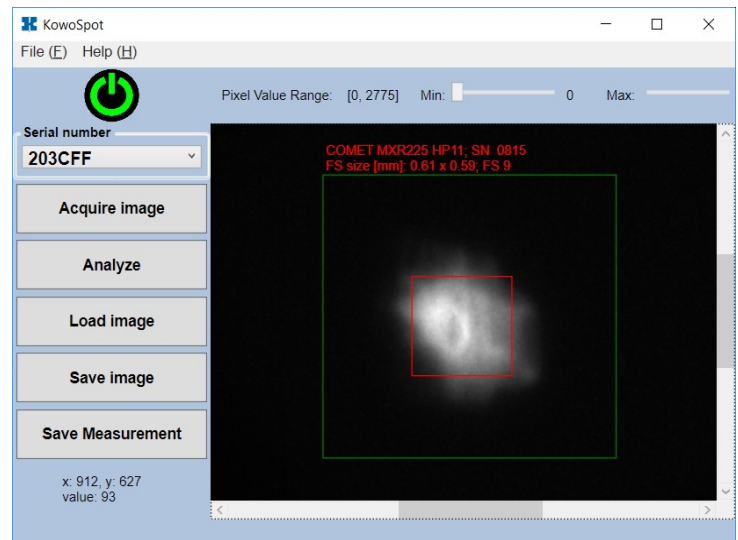 KowoSpot
File (F) Help (H)
Pixel Value Range: [0, 2775] Min: 0 Max:
Serial number
203CFF
Acquire image
Analyze
Load image
Save image
Save Measurement
x: 912, y: 627
value: 93
COMET MXR225 HP11; SN 0815
FS size [mm]: 0.61 x 0.59; FS 9